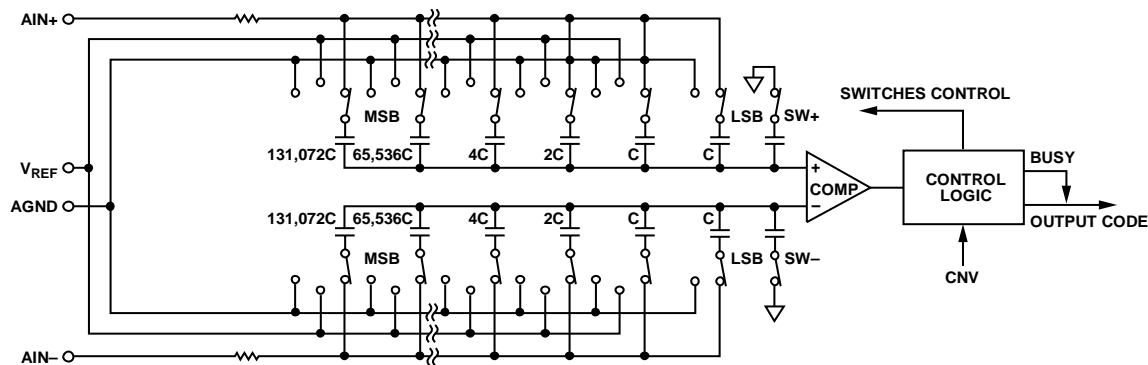 AIN+
V_REF
AGND
AIN−
131,072C
MSB
65,536C
4C
2C
C
C
LSB
SW+
131,072C
65,536C
4C
2C
C
C
MSB
LSB
SW−
+
COMP
−
SWITCHES CONTROL
CONTROL
LOGIC
BUSY
OUTPUT CODE
CNV